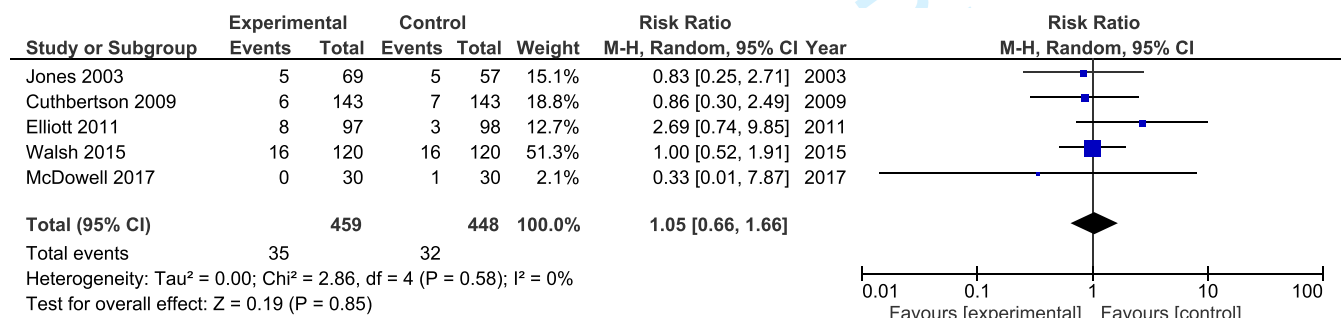 Experimental Control Risk Ratio Risk Ratio
Study or Subgroup Events Total Events Total Weight M-H, Random, 95% CI Year M-H, Random, 95% CI
Jones 2003 5 69 5 57 15.1% 0.83 [0.25, 2.71] 2003
Cuthbertson 2009 6 143 7 143 18.8% 0.86 [0.30, 2.49] 2009
Elliott 2011 8 97 3 98 12.7% 2.69 [0.74, 9.85] 2011
Walsh 2015 16 120 16 120 51.3% 1.00 [0.52, 1.91] 2015
McDowell 2017 0 30 1 30 2.1% 0.33 [0.01, 7.87] 2017
Total (95% CI) 459 448 100.0% 1.05 [0.66, 1.66]
Total events 35 32
Heterogeneity: Tau² = 0.00; Chi² = 2.86, df = 4 (P = 0.58); I² = 0%
Test for overall effect: Z = 0.19 (P = 0.85)
0.01 0.1 1 10 100
Favours [experimental] Favours [control]